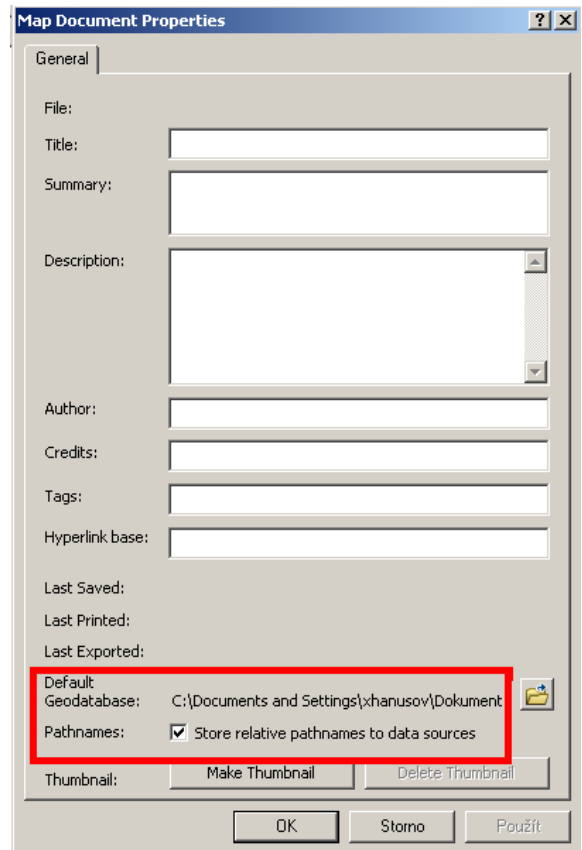 Map Document Properties
General
File:
Title:
Summary:
Description:
Author:
Credits:
Tags:
Hyperlink base:
Last Saved:
Last Printed:
Last Exported:
Default
Geodatabase: C:\Documents and Settings\xhanusov\Dokument
Pathnames: Store relative pathnames to data sources
Thumbnail: Make Thumbnail Delete Thumbnail
OK Storno Použít